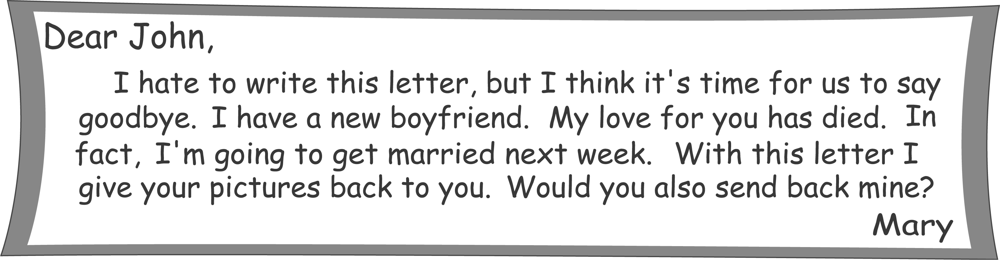 Dear John,
I hate to write this letter, but I think it's time for us to say
goodbye. I have a new boyfriend. My love for you has died. In
fact, I'm going to get married next week. With this letter I
give your pictures back to you. Would you also send back mine?
Mary